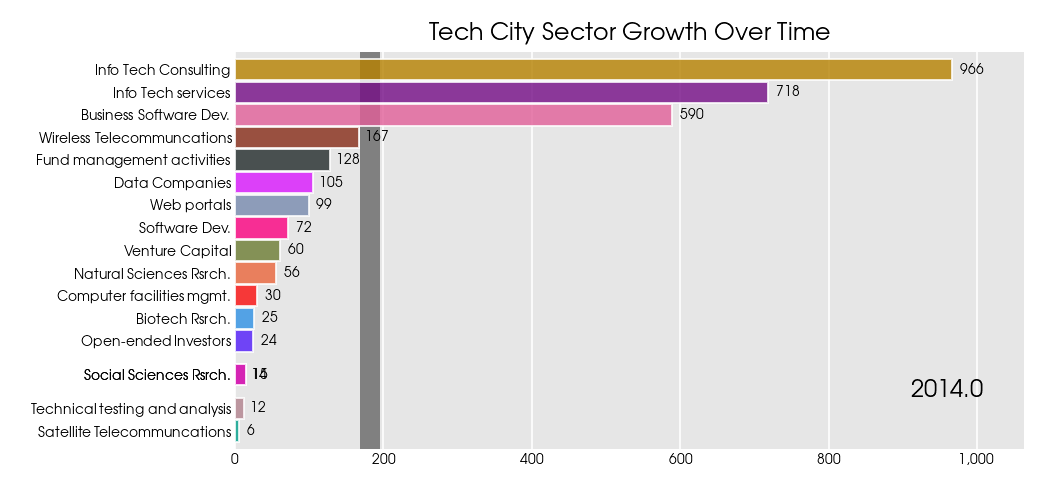 Tech City Sector Growth Over Time
Info Tech Consulting 966
Info Tech services 718
Business Software Dev. 590
Wireless Telecommuncations 167
Fund management activities 128
Data Companies 105
Web portals 99
Software Dev. 72
Venture Capital 60
Natural Sciences Rsrch. 56
Computer facilities mgmt. 30
Biotech Rsrch. 25
Open-ended Investors 24
Social Sciences Rsrch.
2014.0
Technical testing and analysis 12
Satellite Telecommuncations 6
0 200 400 600 800 1,000